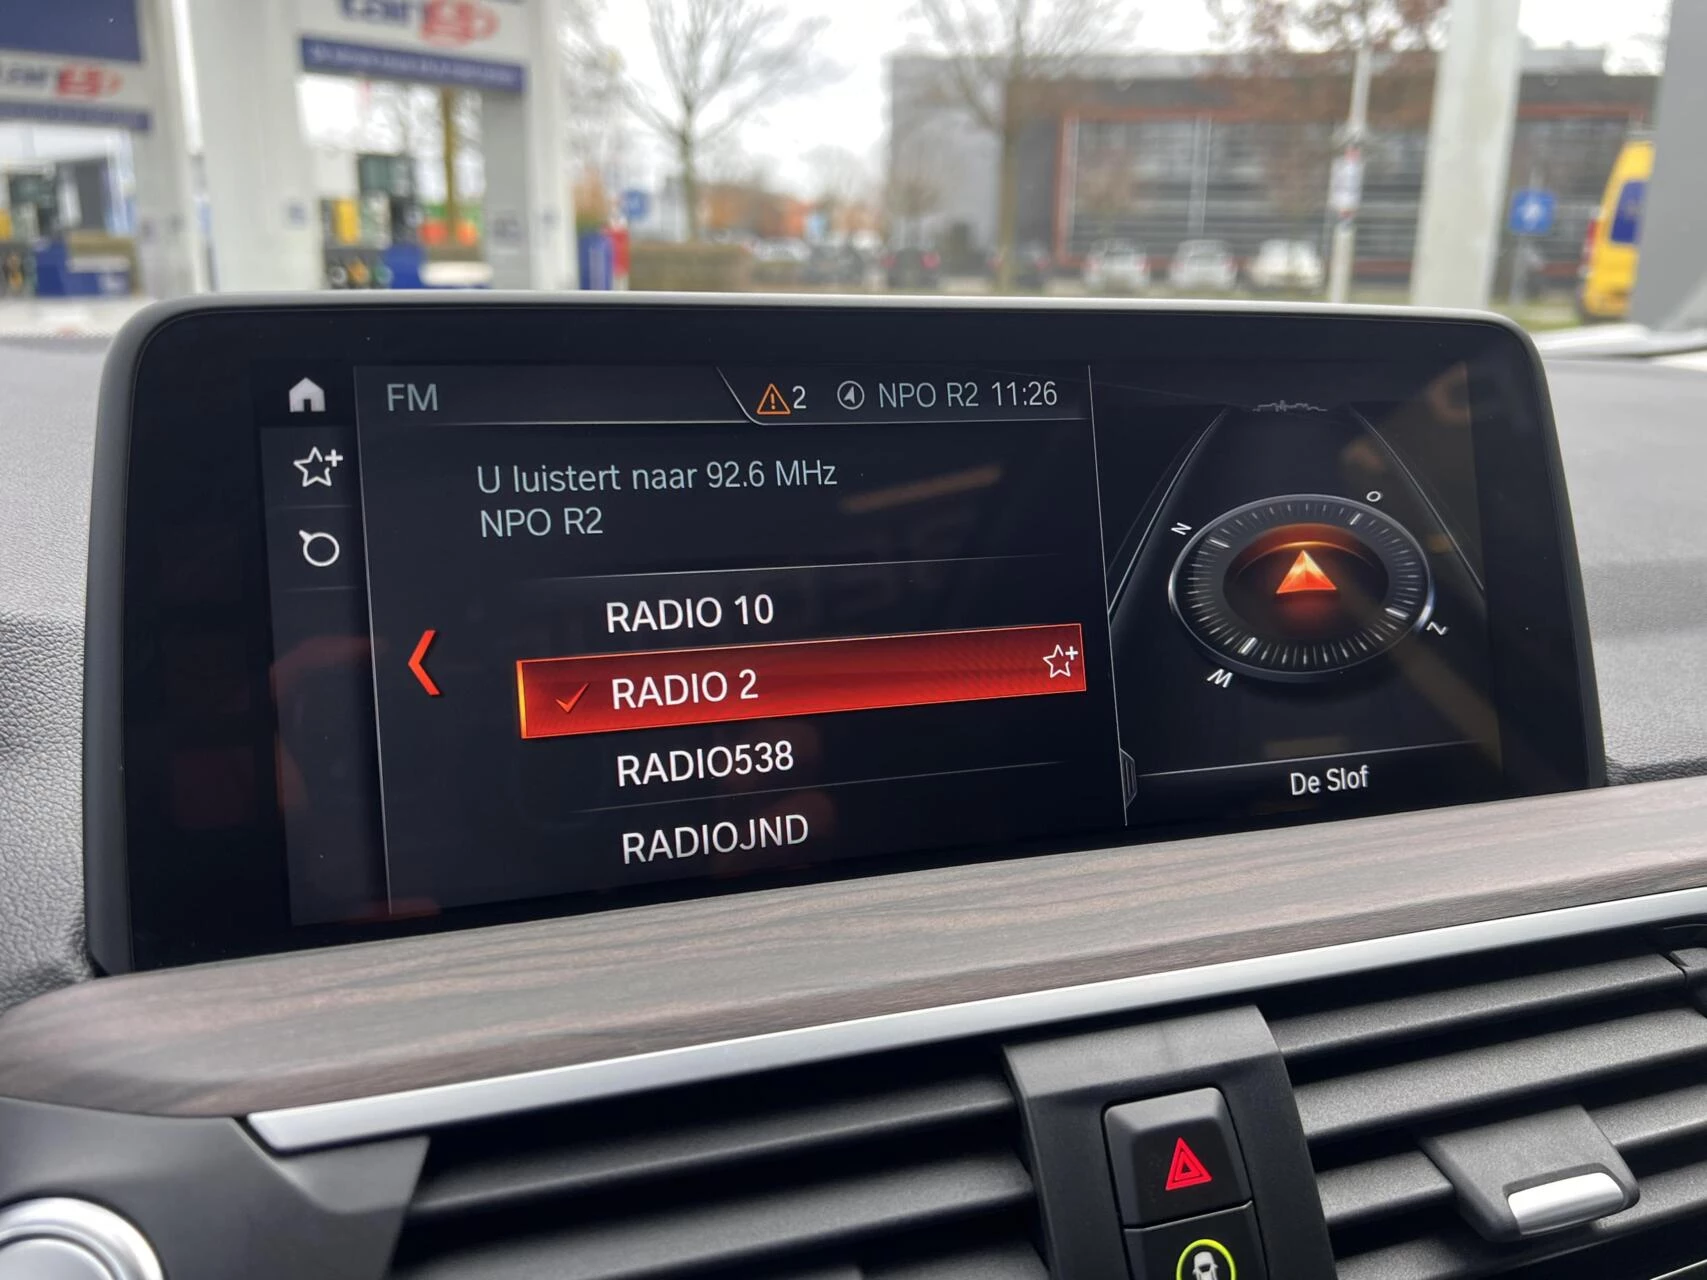 FM
2
NPO R2 11:26
U luistert naar 92.6 MHz
NPO R2
RADIO 10
RADIO 2
RADIO538
RADIOJND
N
O
Z
W
De Slof